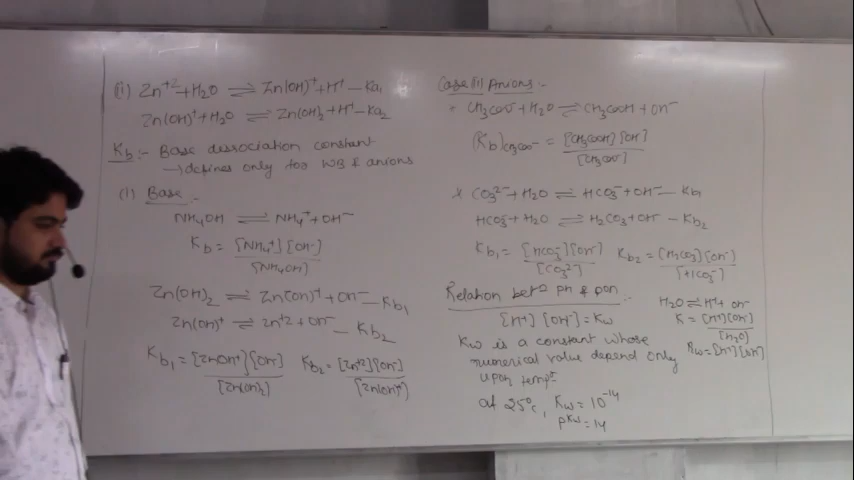 (ii) Zn⁺² + H₂O ⇌ Zn(OH)⁺ + H⁺ — Ka₁
Zn(OH)⁺ + H₂O ⇌ Zn(OH)₂ + H⁺ — Ka₂
Kb :- Base dissociation constant
→ defines only for WB & anions
(1) Base :-
NH₄OH ⇌ NH₄⁺ + OH⁻
Kb = [NH₄⁺][OH⁻] / [NH₄OH]
Zn(OH)₂ ⇌ Zn(OH)⁺ + OH⁻ — Kb₁
Zn(OH)⁺ ⇌ Zn⁺² + OH⁻ — Kb₂
Kb₁ = [Zn(OH)⁺][OH⁻] / [Zn(OH)₂] Kb₂ = [Zn⁺²][OH⁻] / [Zn(OH)⁺]
Case (ii) Anions :-
* CH₃COO⁻ + H₂O ⇌ CH₃COOH + OH⁻
(Kb)CH₃COO⁻ = [CH₃COOH][OH⁻] / [CH₃COO⁻]
* CO₃²⁻ + H₂O ⇌ HCO₃⁻ + OH⁻ — Kb₁
HCO₃⁻ + H₂O ⇌ H₂CO₃ + OH⁻ — Kb₂
Kb₁ = [HCO₃⁻][OH⁻] / [CO₃²⁻] Kb₂ = [H₂CO₃][OH⁻] / [HCO₃⁻]
Relation betⁿ pH & pOH :-
[H⁺][OH⁻] = Kw
Kw is a constant whose
numerical value depend only
upon tempʳ
at 25°C, Kw = 10⁻¹⁴
pKw = 14
H₂O ⇌ H⁺ + OH⁻
K = [H⁺][OH⁻] / [H₂O]
Kw = [H⁺][OH⁻]